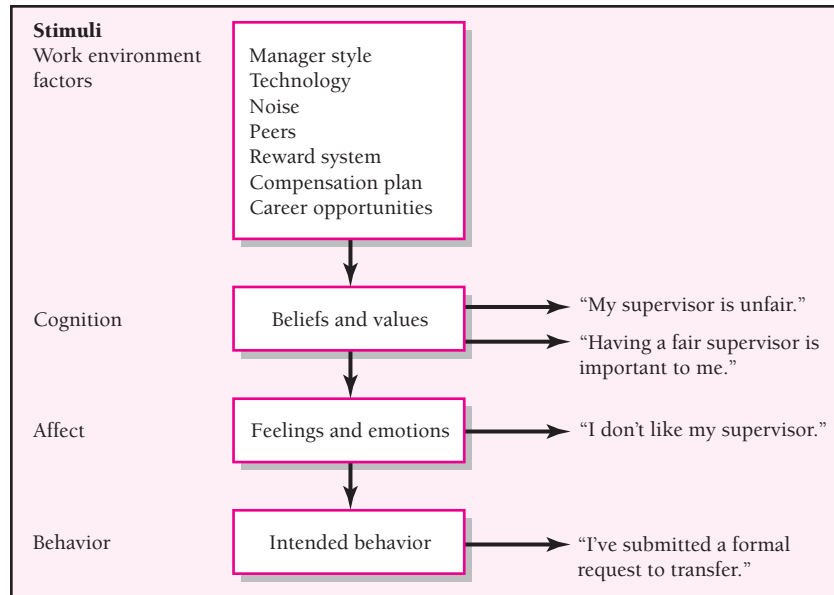 Stimuli
Work environment
factors
Manager style
Technology
Noise
Peers
Reward system
Compensation plan
Career opportunities
Cognition
Beliefs and values
“My supervisor is unfair.”
“Having a fair supervisor is
important to me.”
Affect
Feelings and emotions
“I don’t like my supervisor.”
Behavior
Intended behavior
“I’ve submitted a formal
request to transfer.”